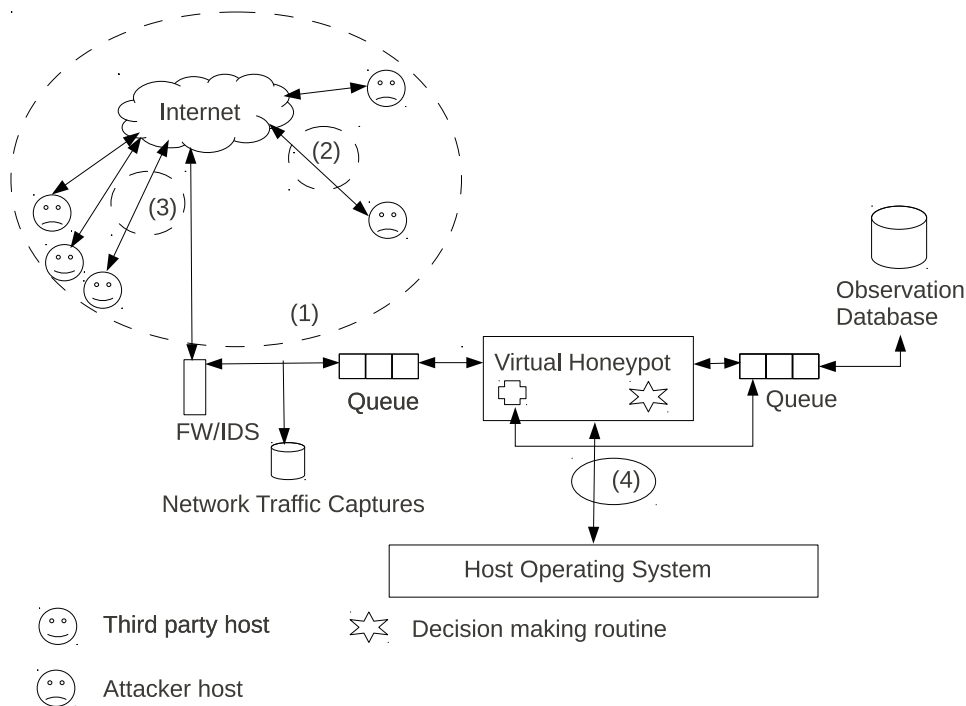 Internet
(2)
(3)
(1)
Observation
Database
Virtual Honeypot
Queue
Queue
FW/IDS
Network Traffic Captures
(4)
Host Operating System
Third party host
Decision making routine
Attacker host